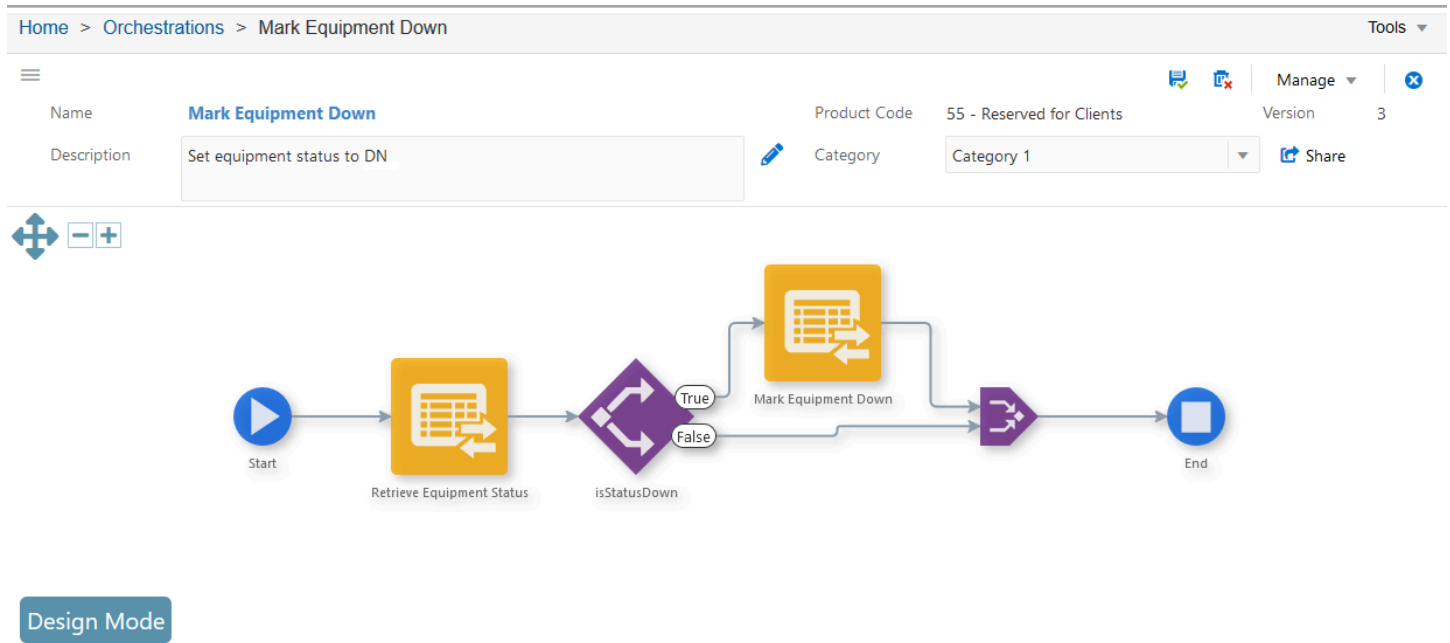 Home > Orchestrations > Mark Equipment Down
Tools
Manage
Name
Mark Equipment Down
Product Code
55 - Reserved for Clients
Version
3
Description
Set equipment status to DN
Category
Category 1
Share
True
False
Mark Equipment Down
Start
End
Retrieve Equipment Status
isStatusDown
Design Mode